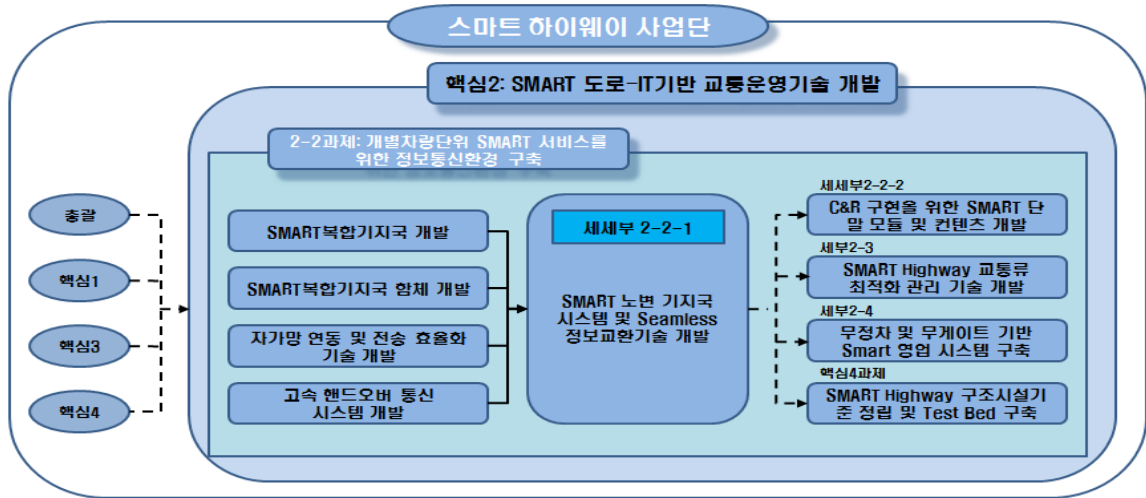 스마트 하이웨이 사업단
핵심2: SMART 도로-IT기반 교통운영기술 개발
2-2과제: 개별차량단위 SMART 서비스를
위한 정보통신환경 구축
총괄
핵심1
핵심3
핵심4
SMART복합기지국 개발
SMART복합기지국 함체 개발
자가망 연동 및 전송 효율화
기술 개발
고속 핸드오버 통신
시스템 개발
세세부 2-2-1
SMART 노변 기지국
시스템 및 Seamless
정보교환기술 개발
세세부2-2-2
C&R 구현을 위한 SMART 단
말 모듈 및 컨텐츠 개발
세부2-3
SMART Highway 교통류
최적화 관리 기술 개발
세부2-4
무정차 및 무게이트 기반
Smart 영업 시스템 구축
핵심4과제
SMART Highway 구조시설기
준 정립 및 Test Bed 구축